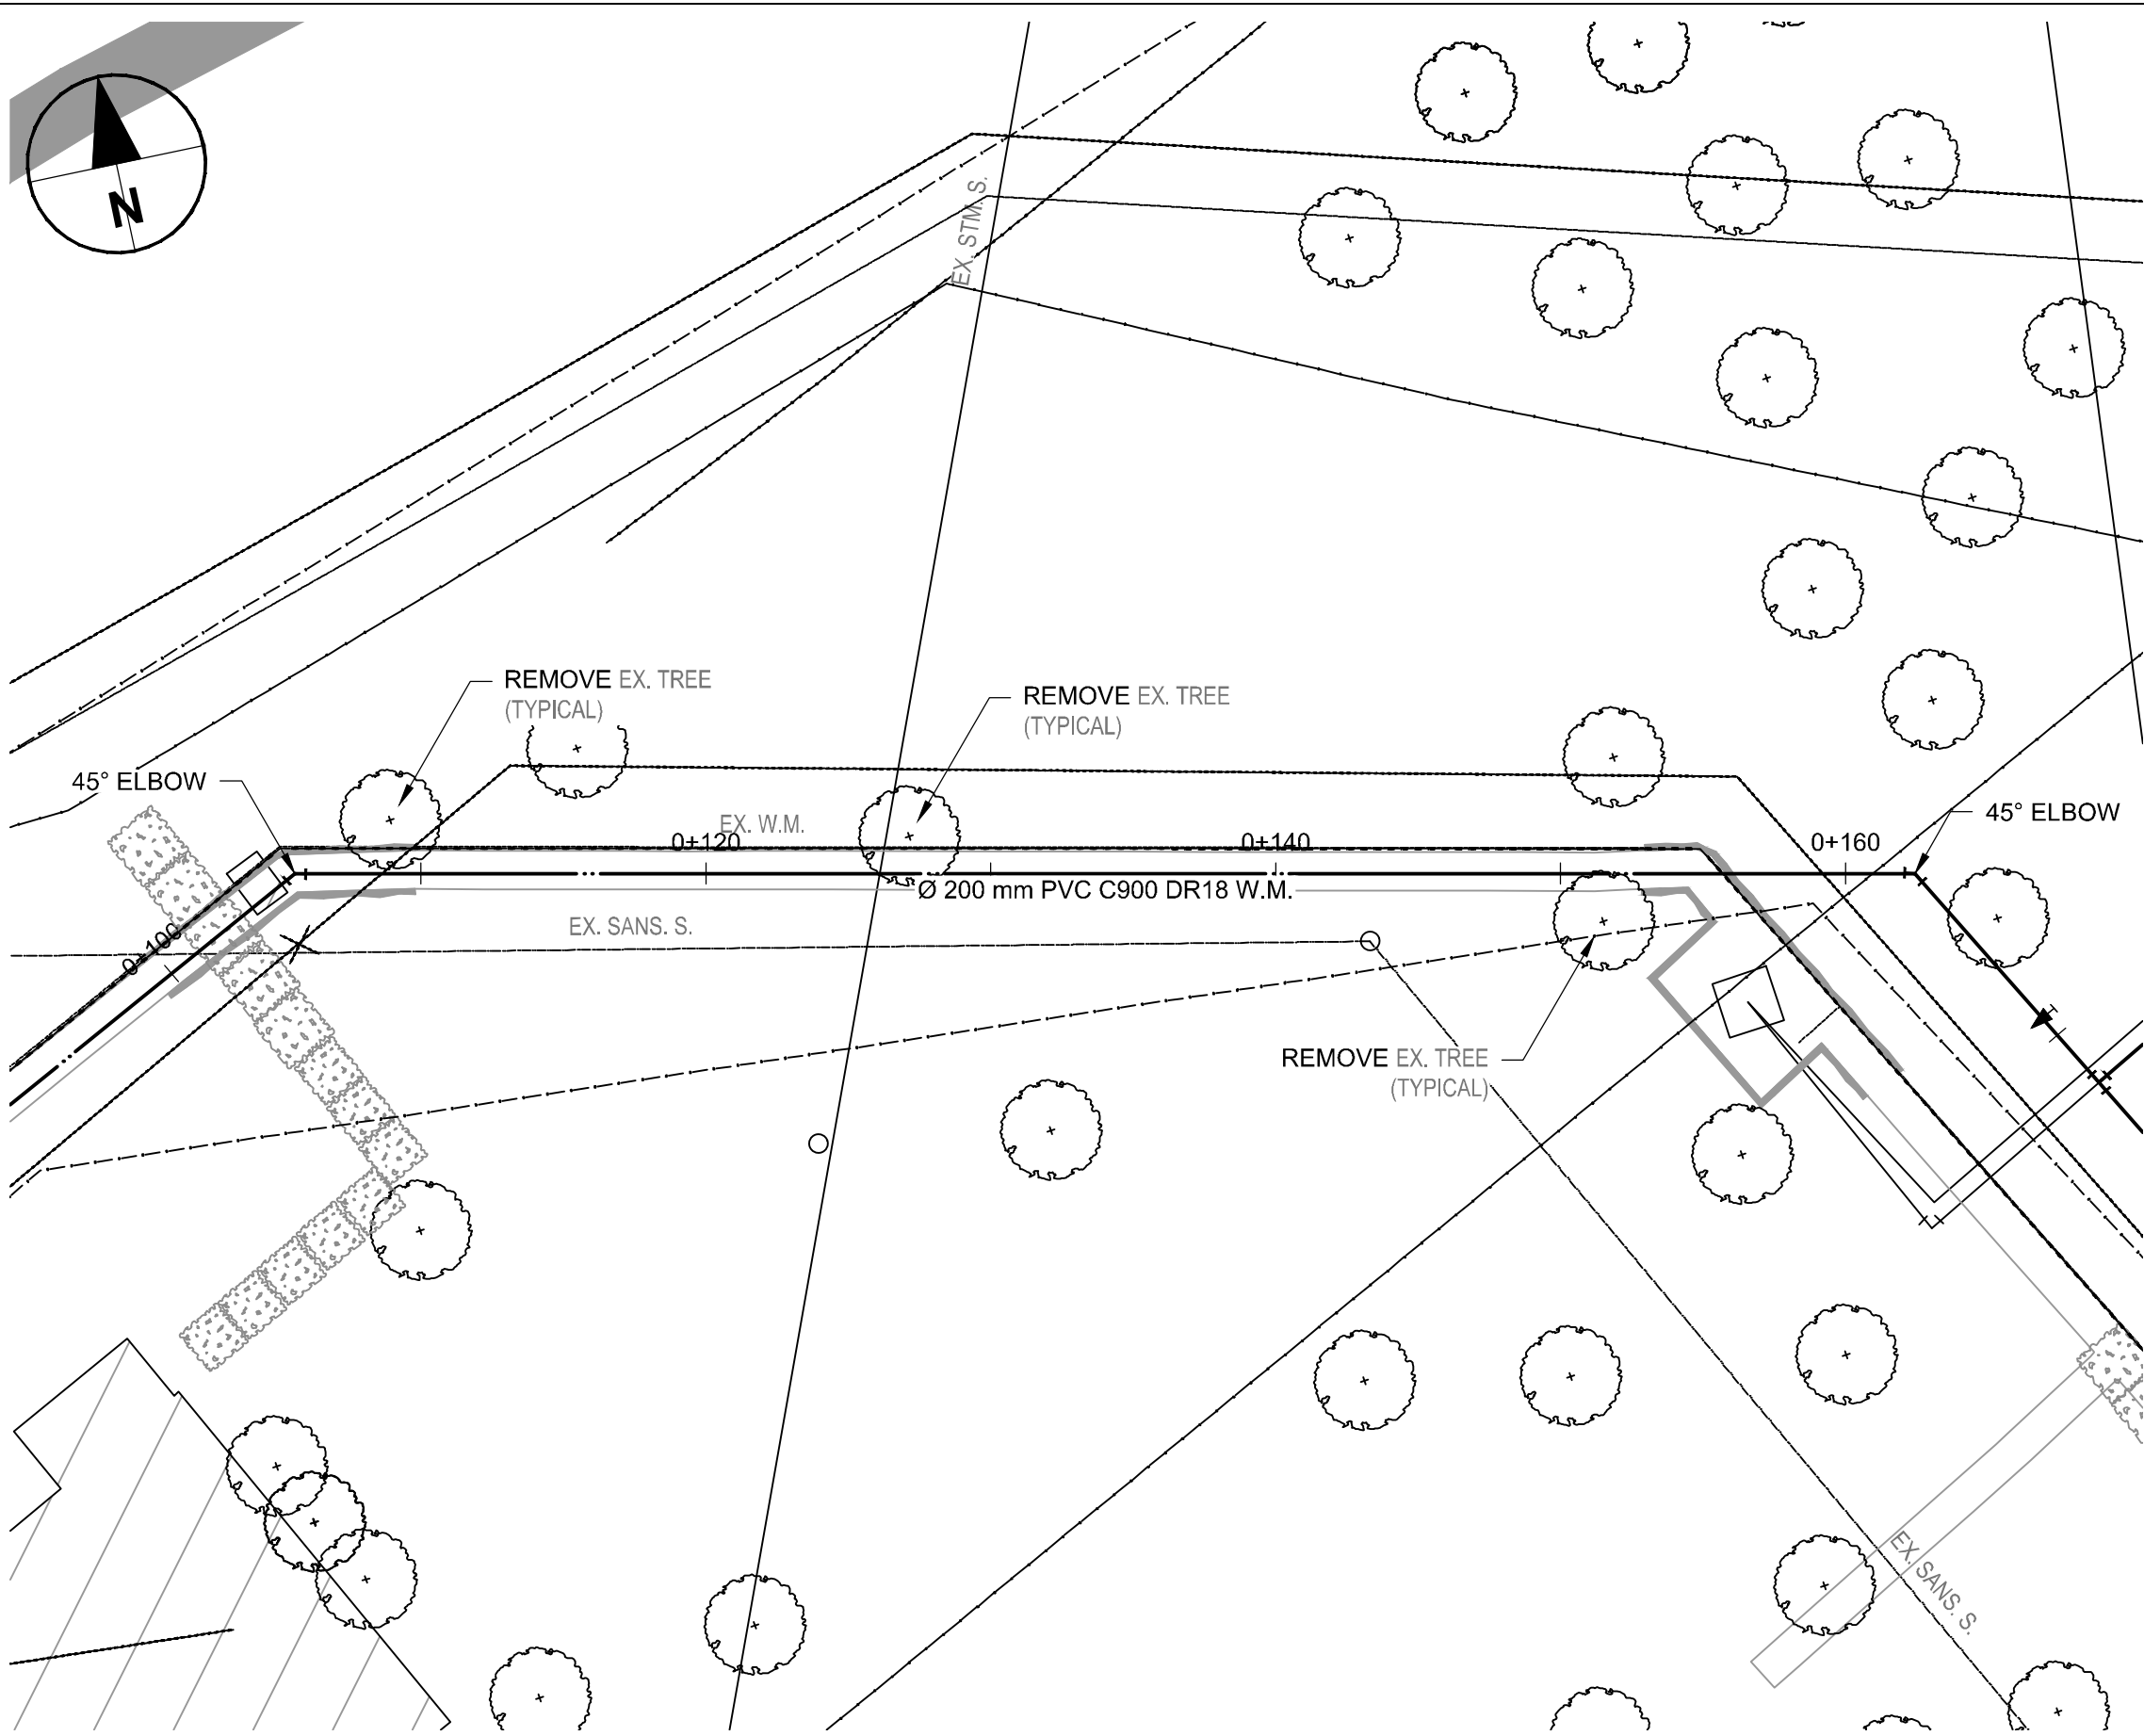 N
EX. STM. S.
REMOVE EX. TREE
(TYPICAL)
REMOVE EX. TREE
(TYPICAL)
45° ELBOW
45° ELBOW
EX. W.M.
0+120
0+140
0+160
Ø 200 mm PVC C900 DR18 W.M.
EX. SANS. S.
0+100
REMOVE EX. TREE
(TYPICAL)
EX. SANS. S.